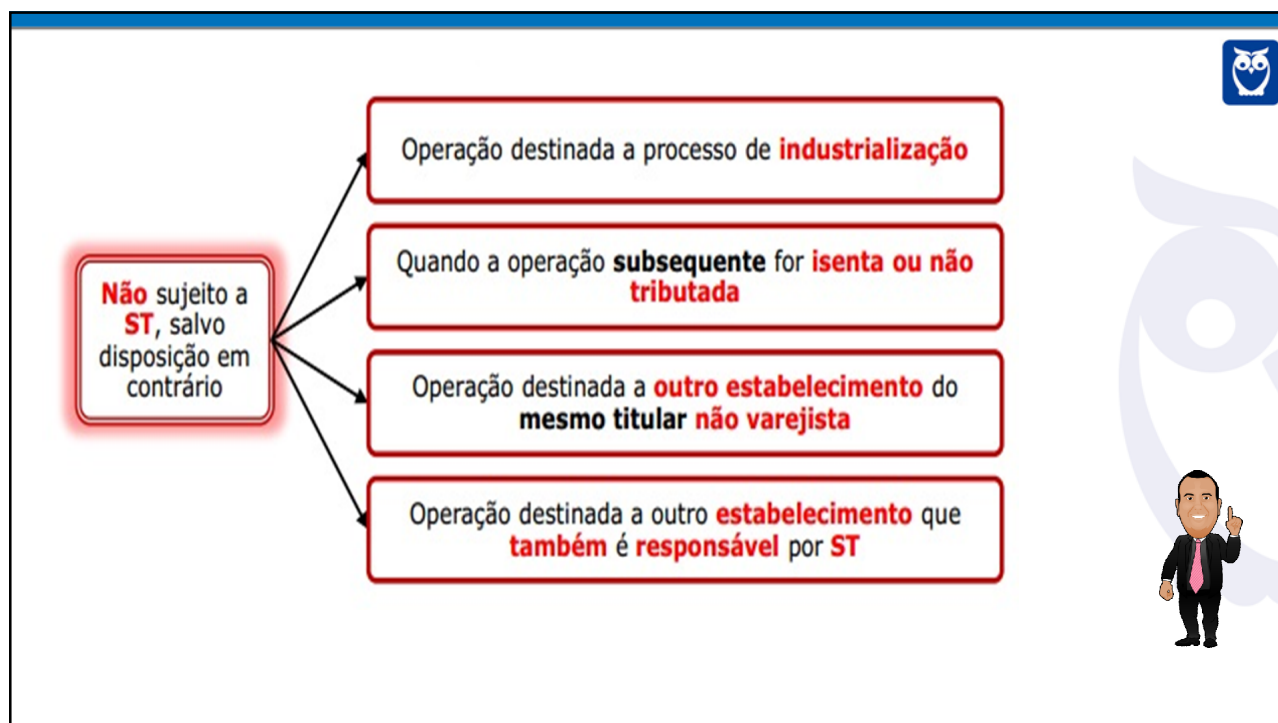 Operação destinada a processo de industrialização
Quando a operação subsequente for isenta ou não
tributada
Não sujeito a
ST, salvo
disposição em
contrário
Operação destinada a outro estabelecimento do
mesmo titular não varejista
Operação destinada a outro estabelecimento que
também é responsável por ST